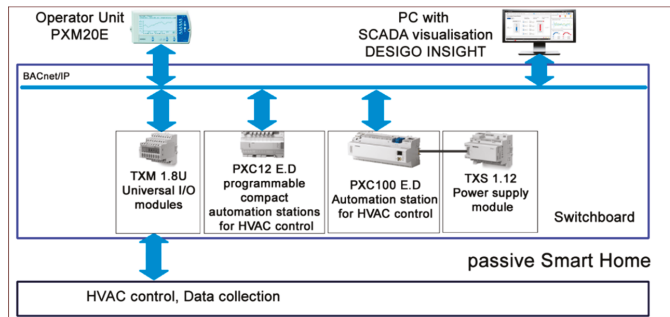 Operator Unit
PXM20E
PC with
SCADA visualisation
DESIGO INSIGHT
BACnet/IP
TXM 1.8U
Universal I/O
modules
PXC12 E.D
programmable
compact
automation stations
for HVAC control
PXC100 E.D
Automation station
for HVAC control
TXS 1.12
Power supply
module
Switchboard
passive Smart Home
HVAC control, Data collection